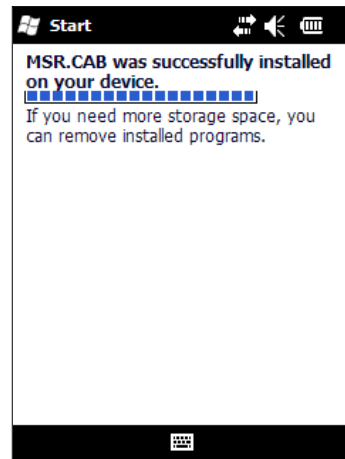 Start
MSR.CAB was successfully installed
on your device.
If you need more storage space, you
can remove installed programs.